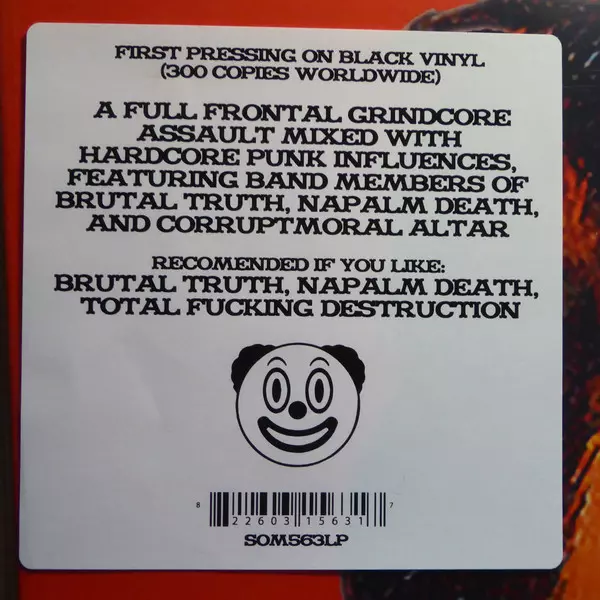 FIRST PRESSING ON BLACK VINYL
(300 COPIES WORLDWIDE)
A FULL FRONTAL GRINDCORE
ASSAULT MIXED WITH
HARDCORE PUNK INFLUENCES,
FEATURING BAND MEMBERS OF
BRUTAL TRUTH, NAPALM DEATH,
AND CORRUPTMORAL ALTAR
RECOMENDED IF YOU LIKE:
BRUTAL TRUTH, NAPALM DEATH,
TOTAL FUCKING DESTRUCTION
8 22603 15631 7
SOM563LP